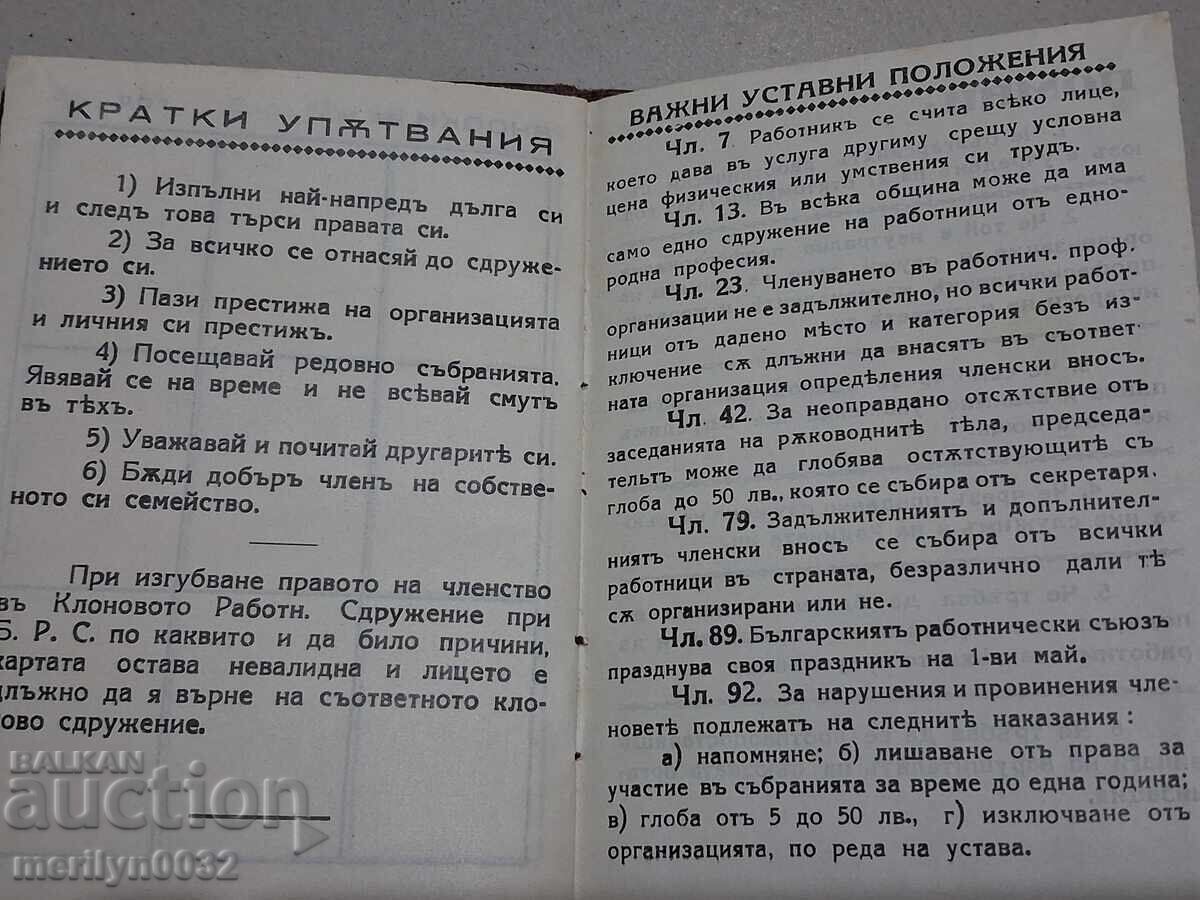 КРАТКИ УПѪТВАНИЯ
1) Изпълни най-напредъ дълга си
и следъ това търси правата си.
2) За всичко се отнасяй до сдруже-
нието си.
3) Пази престижа на организацията
и личния си престижъ.
4) Посещавай редовно събранията.
Явявай се на време и не всѣвай смутъ
въ тѣхъ.
5) Уважавай и почитай другаритѣ си.
6) Бѫди добъръ членъ на собстве-
ното си семейство.
При изгубване правото на членство
въ Клоновото Работн. Сдружение при
Б. Р. С. по каквито и да било причини,
картата остава невалидна и лицето е
длъжно да я върне на съответното кло-
ново сдружение.
ВАЖНИ УСТАВНИ ПОЛОЖЕНИЯ
Чл. 7. Работникъ се счита всѣко лице,
което дава въ услуга другиму срещу условна
цена физическия или умствения си трудъ.
Чл. 13. Въ всѣка община може да има
само едно сдружение на работници отъ едно-
родна професия.
Чл. 23. Членуването въ работнич. проф.
организации не е задължително, но всички работ-
ници отъ дадено мѣсто и категория безъ из-
ключение сѫ длъжни да внасятъ въ съответ
ната организация опредѣления членски вносъ.
Чл. 42. За неоправдано отсѫтствие отъ
заседанията на рѫководнитѣ тѣла, председа-
тельтъ може да глобява остѫтствующитѣ съ
глоба до 50 лв., която се събира отъ секретаря.
Чл. 79. Задължителниятъ и допълнител-
ниятъ членски вносъ се събира отъ всички
работници въ страната, безразлично дали тѣ
сѫ организирани или не.
Чл. 89. Българскиятъ работнически съюзъ
празднува своя праздникъ на 1-ви май.
Чл. 92. За нарушения и провинения чле-
новетѣ подлежатъ на следнитѣ наказания :
а) напомняне; б) лишаване отъ права за
участие въ събранията за време до една година;
в) глоба отъ 5 до 50 лв., г) изключване отъ
организацията, по реда на устава.
BALKAN
auction
merilyn0032